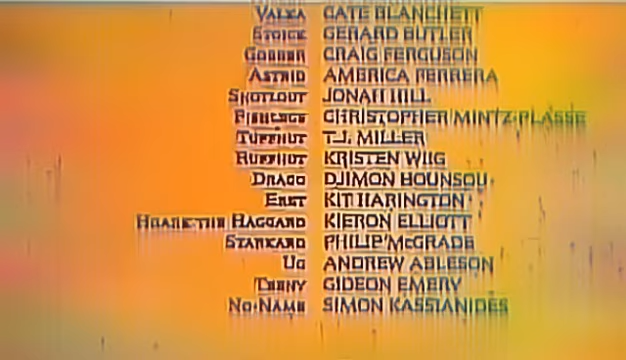 Valka CATE BLANCHETT
Stoick GERARD BUTLER
Gobber CRAIG FERGUSON
Astrid AMERICA FERRERA
Snotlout JONAH HILL
Fishlegs CHRISTOPHER MINTZ-PLASSE
Tuffnut T.J. MILLER
Ruffnut KRISTEN WIIG
Drago DJIMON HOUNSOU
Eret KIT HARINGTON
Hoark the Haggard KIERON ELLIOTT
Starkard PHILIP McGRADE
Ug ANDREW ABLESON
Teeny GIDEON EMERY
No-Name SIMON KASSIANIDES